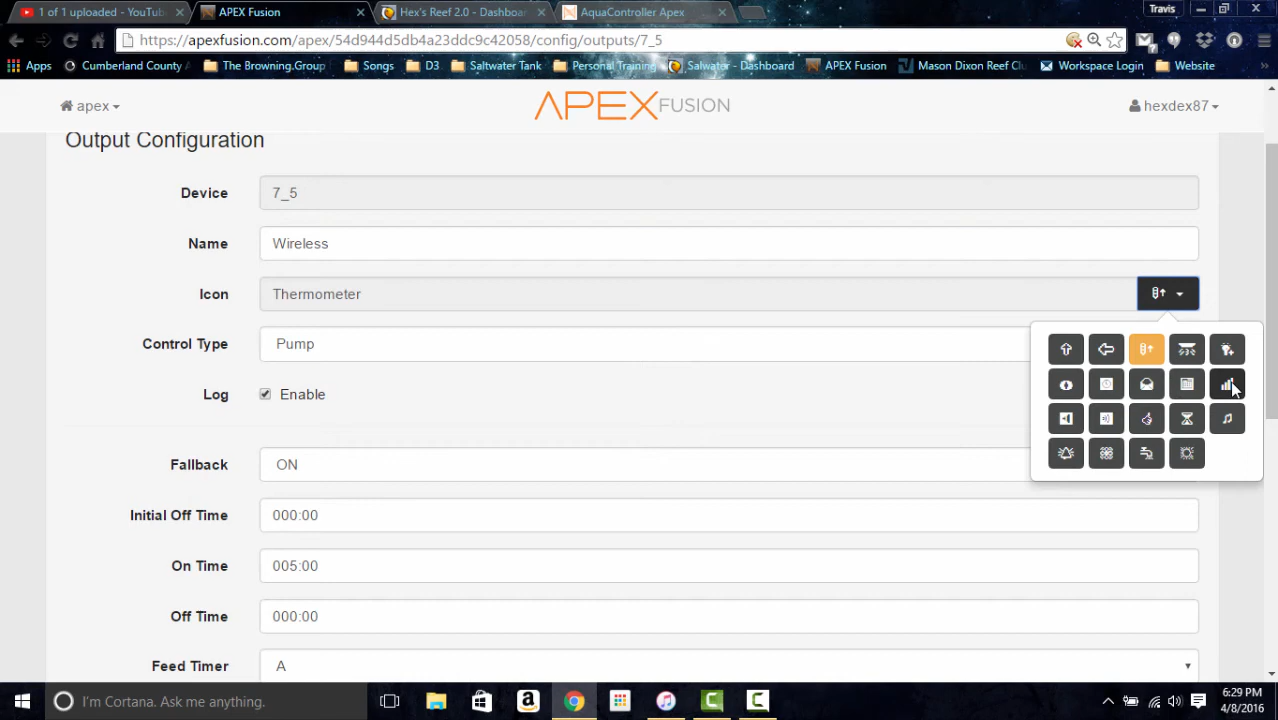 1 of 1 uploaded - YouTub
APEX Fusion
Hex's Reef 2.0 - Dashboa
AquaController Apex
Travis
https://apexfusion.com/apex/54d944d5db4a23ddc9c42058/config/outputs/7_5
Apps
Cumberland County A
The Browning.Group
Songs
D3
Saltwater Tank
Personal Training
Salwater - Dashboard
APEX Fusion
Mason Dixon Reef Clu
Workspace Login
Website
apex
APEX FUSION
hexdex87
Output Configuration
Device
7_5
Name
Wireless
Icon
Thermometer
Control Type
Pump
Log
Enable
Fallback
ON
Initial Off Time
000:00
On Time
005:00
Off Time
000:00
Feed Timer
A
I'm Cortana. Ask me anything.
6:29 PM
4/8/2016